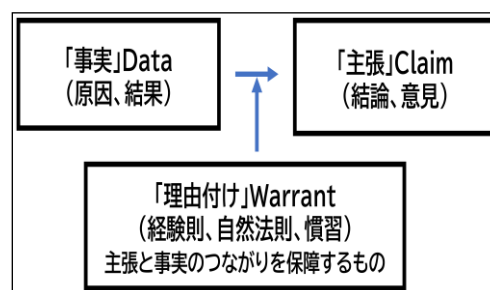 「事実」Data
（原因、結果）
「主張」Claim
（結論、意見）
「理由付け」Warrant
（経験則、自然法則、慣習）
主張と事実のつながりを保障するもの